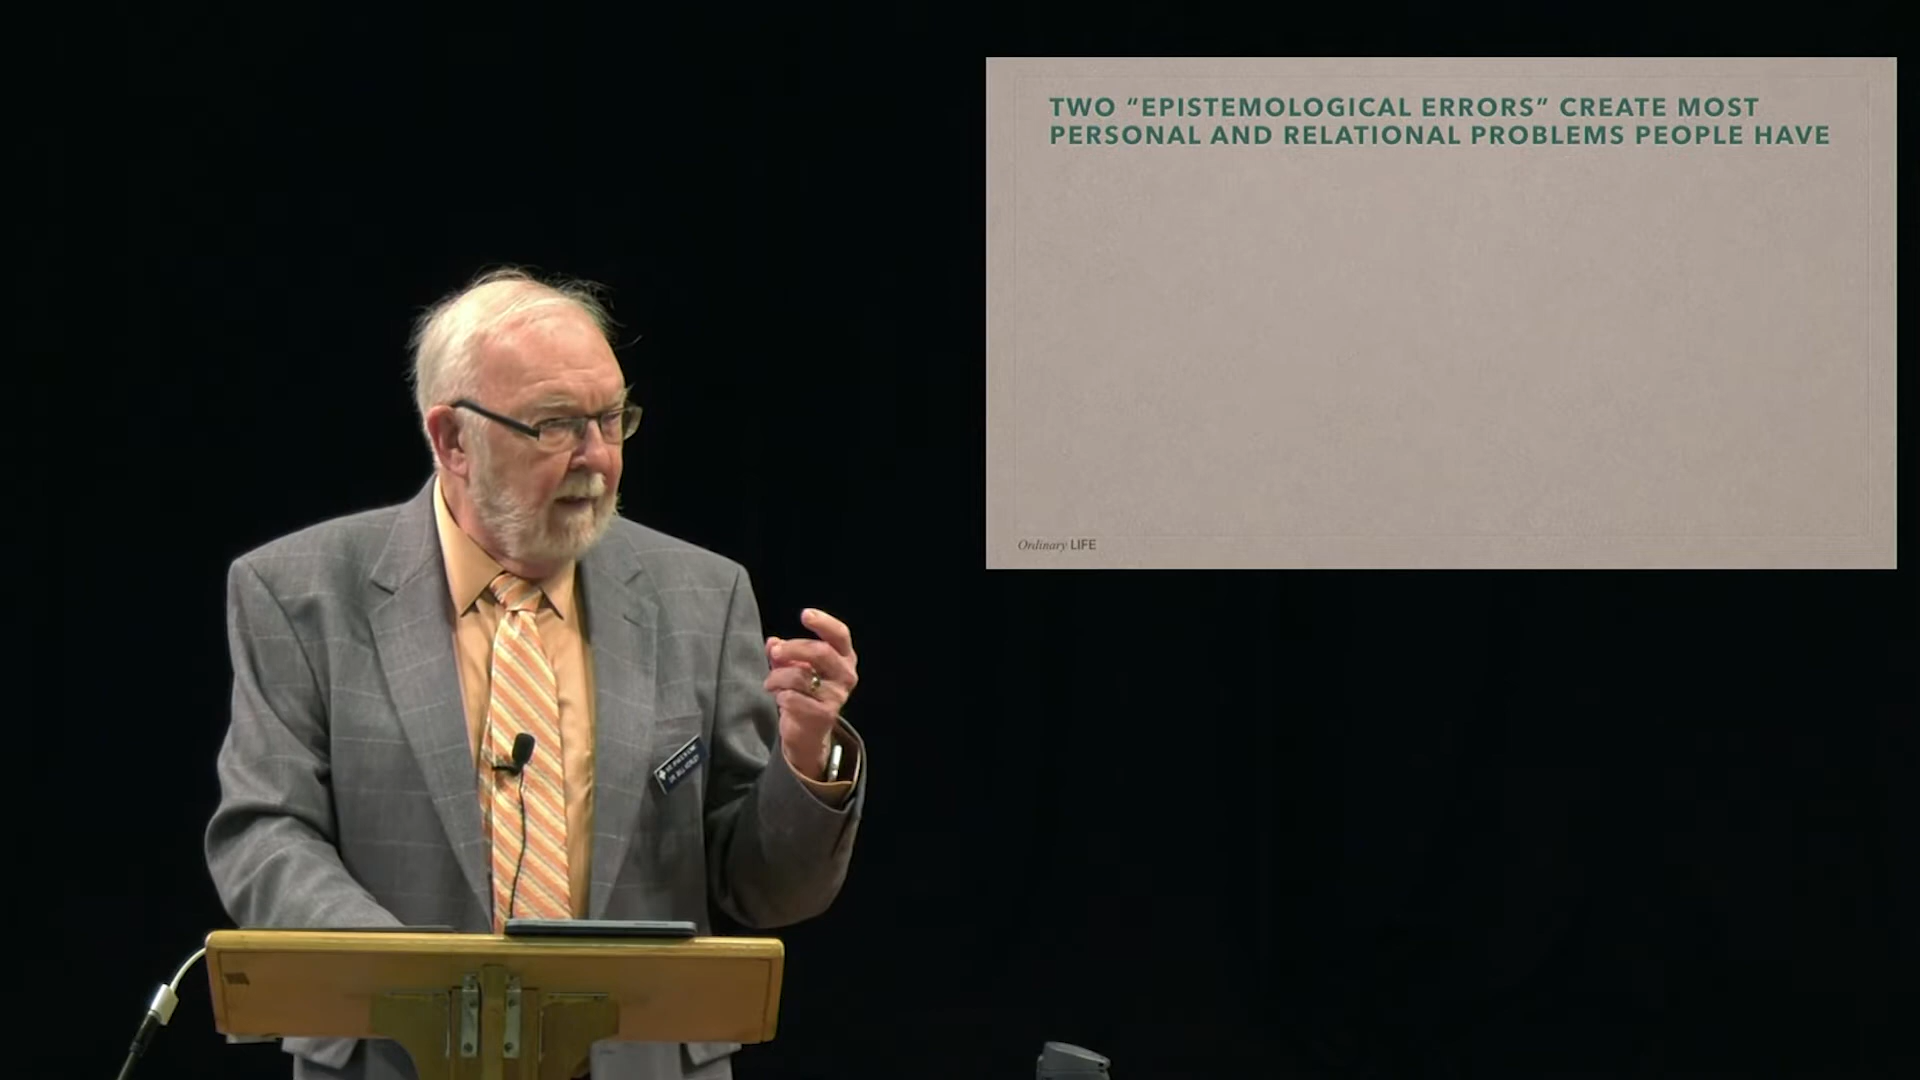 TWO “EPISTEMOLOGICAL ERRORS” CREATE MOST
PERSONAL AND RELATIONAL PROBLEMS PEOPLE HAVE
Ordinary LIFE